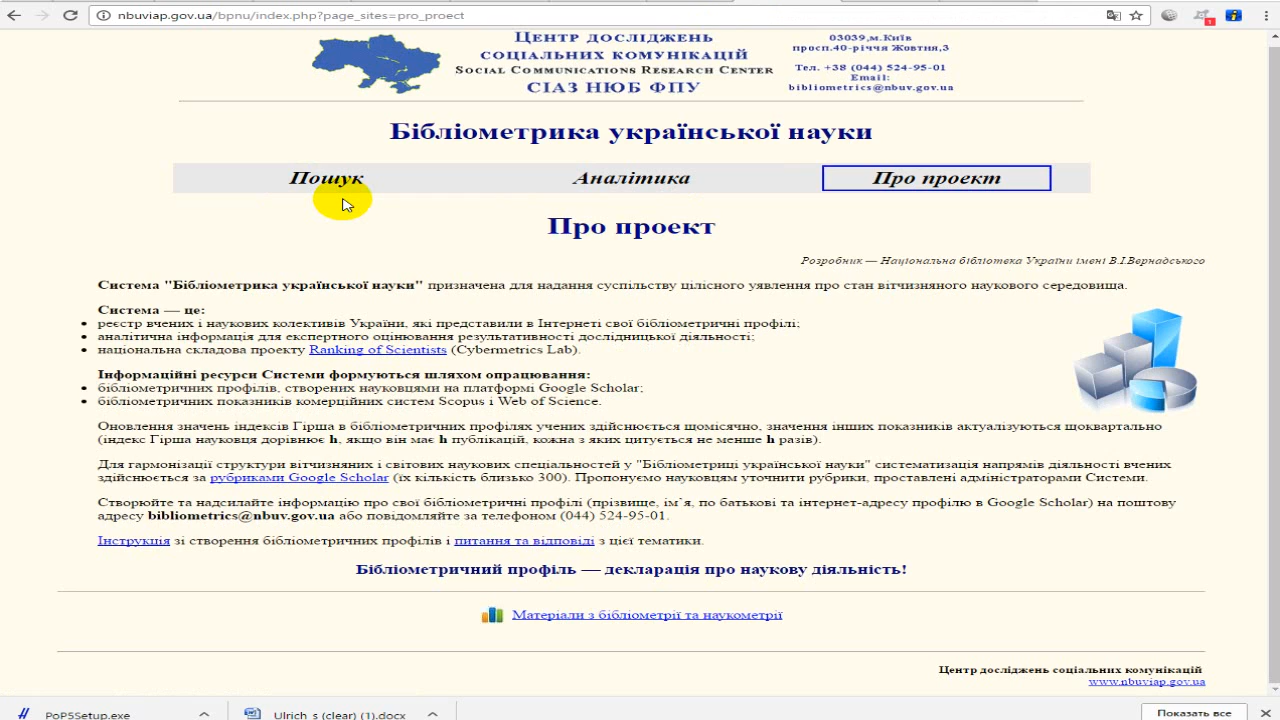 nbuviap.gov.ua/bpnu/index.php?page_sites=pro_proect
1
Центр досліджень
соціальних комунікацій
Social Communications Research Center
СІАЗ НЮБ ФПУ
03039,м.Київ
просп.40-річчя Жовтня,3
Тел. +38 (044) 524-95-01
Email:
bibliometrics@nbuv.gov.ua
Бібліометрика української науки
Пошук Аналітика Про проект
Про проект
Розробник — Національна бібліотека України імені В.І.Вернадського
Система "Бібліометрика української науки" призначена для надання суспільству цілісного уявлення про стан вітчизняного наукового середовища.
Система — це:
реєстр вчених і наукових колективів України, які представили в Інтернеті свої бібліометричні профілі;
аналітична інформація для експертного оцінювання результативності дослідницької діяльності;
національна складова проекту Ranking of Scientists (Cybermetrics Lab).
Інформаційні ресурси Системи формуються шляхом опрацювання:
бібліометричних профілів, створених науковцями на платформі Google Scholar;
бібліометричних показників комерційних систем Scopus і Web of Science.
Оновлення значень індексів Гірша в бібліометричних профілях учених здійснюється щомісячно, значення інших показників актуалізуються щоквартально
(індекс Гірша науковця дорівнює h, якщо він має h публікацій, кожна з яких цитується не менше h разів).
Для гармонізації структури вітчизняних і світових наукових спеціальностей у "Бібліометриці української науки" систематизація напрямів діяльності вчених
здійснюється за рубриками Google Scholar (їх кількість близько 300). Пропонуємо науковцям уточнити рубрики, проставлені адміністраторами Системи.
Створюйте та надсилайте інформацію про свої бібліометричні профілі (прізвище, ім`я, по батькові та інтернет-адресу профілю в Google Scholar) на поштову
адресу bibliometrics@nbuv.gov.ua або повідомляйте за телефоном (044) 524-95-01.
Інструкція зі створення бібліометричних профілів і питання та відповіді з цієї тематики.
Бібліометричний профіль — декларація про наукову діяльність!
Матеріали з бібліометрії та наукометрії
Центр досліджень соціальних комунікацій
www.nbuviap.gov.ua
PoP5Setup.exe Ulrich_s (clear) (1).docx Показать все